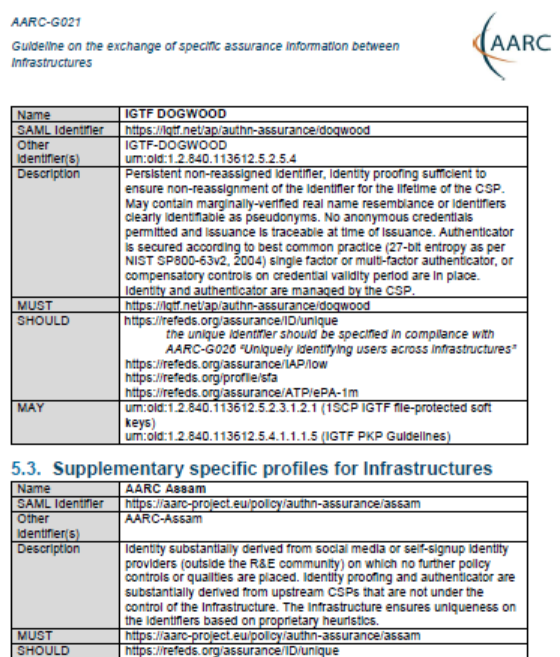 AARC-G021
Guideline on the exchange of specific assurance information between
Infrastructures
AARC
Name IGTF DOGWOOD
SAML Identifier https://igtf.net/ap/authn-assurance/dogwood
Other IGTF-DOGWOOD
Identifier(s) urn:oid:1.2.840.113612.5.2.5.4
Description Persistent non-reassigned identifier, identity proofing sufficient to
ensure non-reassignment of the identifier for the lifetime of the CSP.
May contain marginally-verified real name resemblance or identifiers
clearly identifiable as pseudonyms. No anonymous credentials
permitted and issuance is traceable at time of issuance. Authenticator
is secured according to best common practice (27-bit entropy as per
NIST SP800-63v2, 2004) single factor or multi-factor authenticator, or
compensatory controls on credential validity period are in place.
Identity and authenticator are managed by the CSP.
MUST https://igtf.net/ap/authn-assurance/dogwood
SHOULD https://refeds.org/assurance/ID/unique
the unique identifier should be specified in compliance with
AARC-G026 "Uniquely identifying users across infrastructures"
https://refeds.org/assurance/IAP/low
https://refeds.org/profile/sfa
https://refeds.org/assurance/ATP/ePA-1m
MAY urn:oid:1.2.840.113612.5.2.3.1.2.1 (1SCP IGTF file-protected soft
keys)
urn:oid:1.2.840.113612.5.4.1.1.1.5 (IGTF PKP Guidelines)
5.3. Supplementary specific profiles for Infrastructures
Name AARC Assam
SAML Identifier https://aarc-project.eu/policy/authn-assurance/assam
Other AARC-Assam
Identifier(s)
Description Identity substantially derived from social media or self-signup identity
providers (outside the R&E community) on which no further policy
controls or qualities are placed. Identity proofing and authenticator are
substantially derived from upstream CSPs that are not under the
control of the Infrastructure. The Infrastructure ensures uniqueness on
the identifiers based on proprietary heuristics.
MUST https://aarc-project.eu/policy/authn-assurance/assam
SHOULD https://refeds.org/assurance/ID/unique